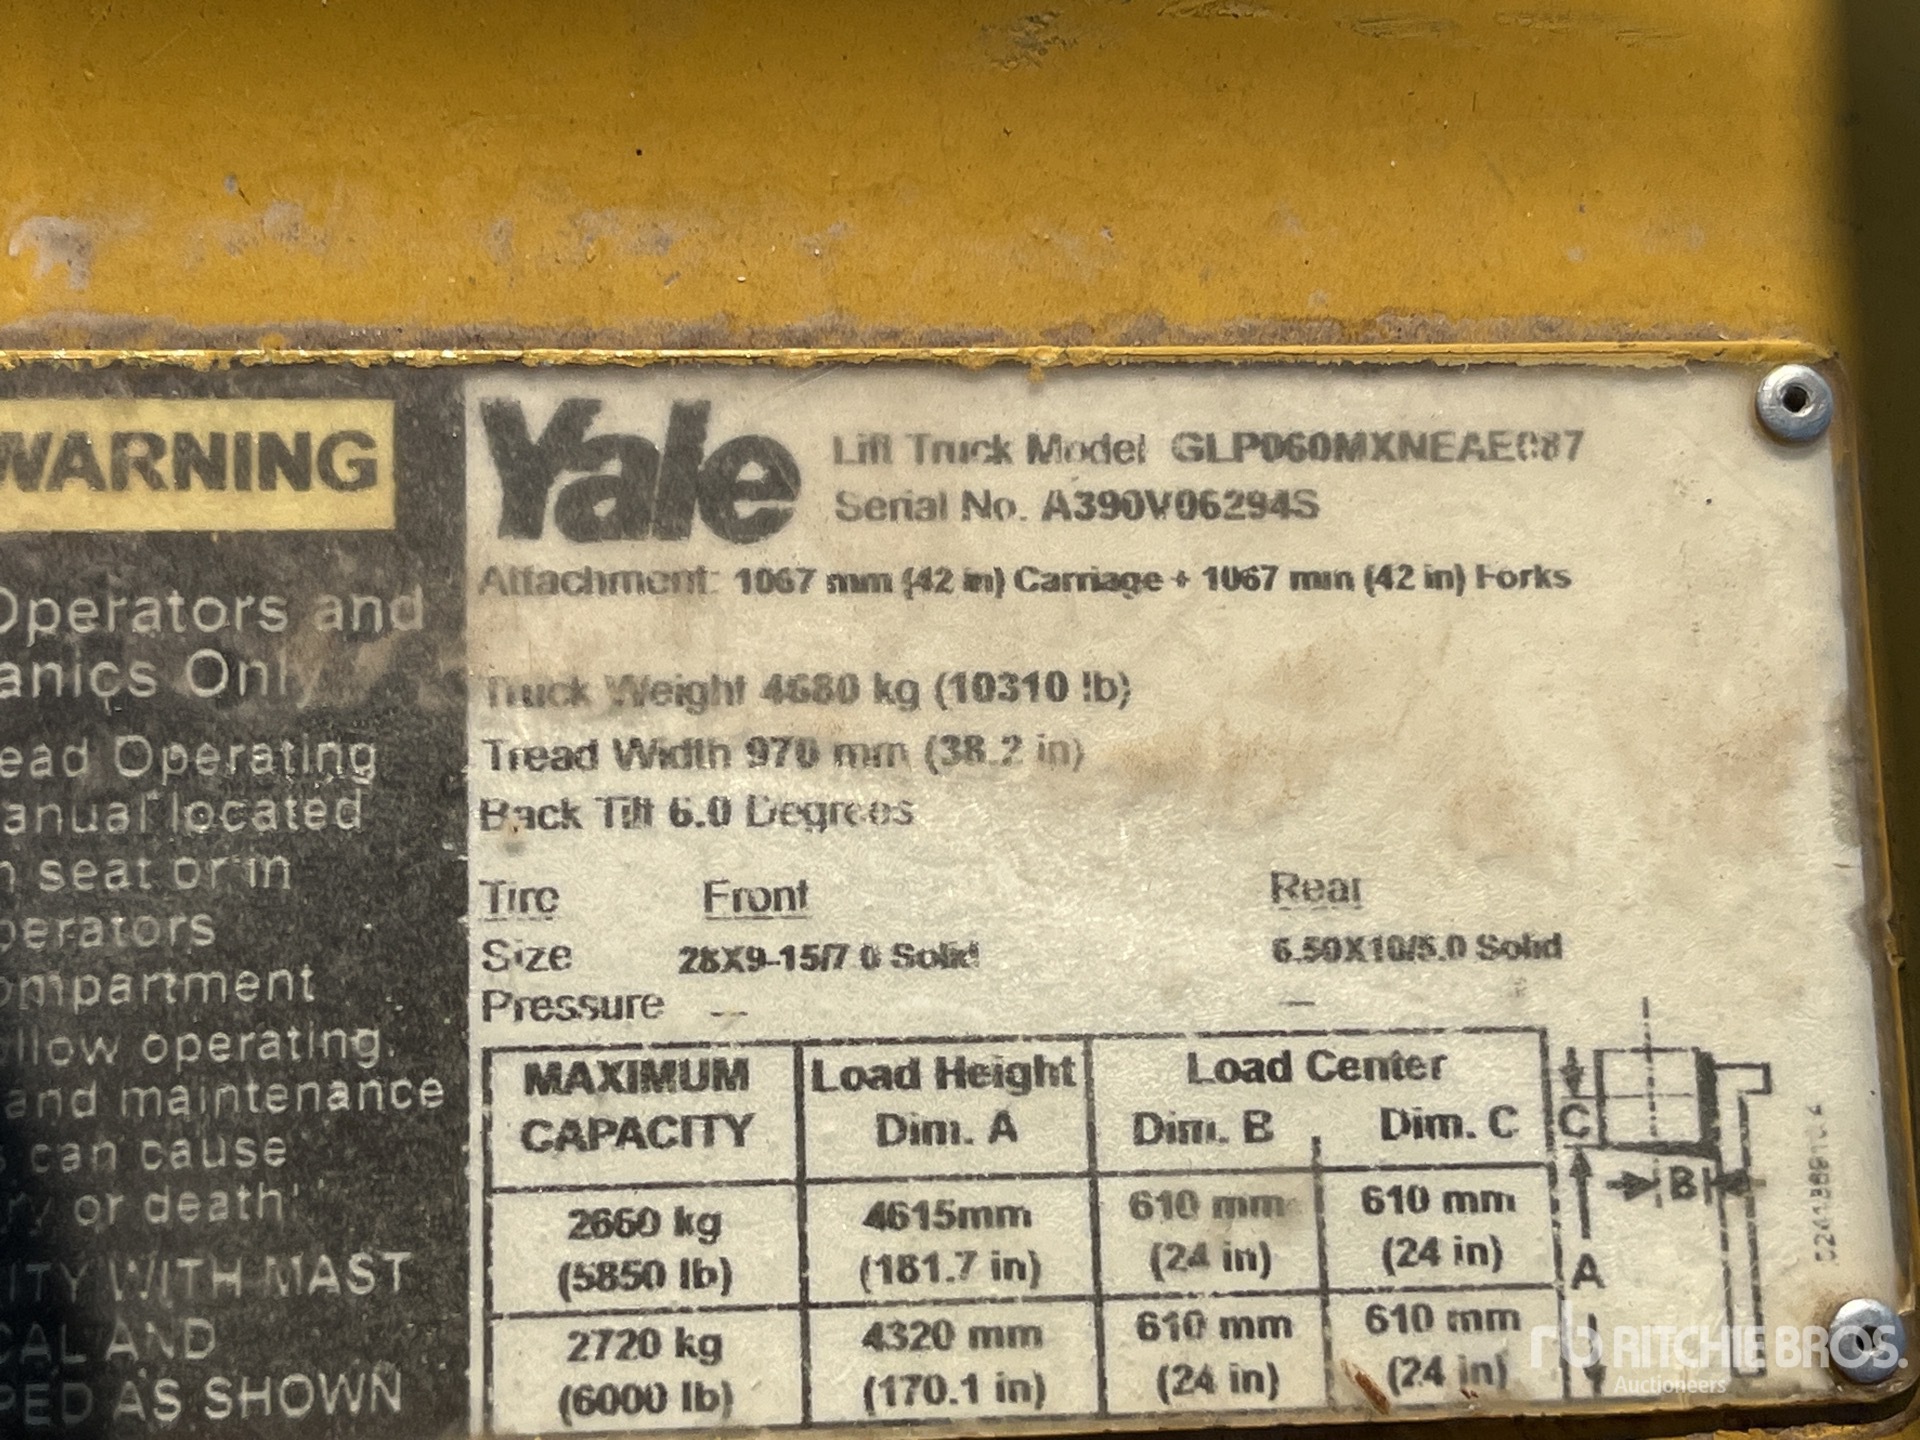 WARNING
Operators and
anics Only
ead Operating
anual located
n seat or in
perators
ompartment
ollow operating
and maintenance
s can cause
ry or death
ITY WITH MAST
CAL AND
PED AS SHOWN
Yale
Lift Truck Model GLP060MXNEAE087
Serial No. A390V06294S
Attachment: 1067 mm (42 in) Carriage + 1067 mm (42 in) Forks
Truck Weight 4680 kg (10310 lb)
Tread Width 970 mm (38.2 in)
Back Tilt 6.0 Degrees
Tire Front Rear
Size 28X9-15/7.0 Solid 6.50X10/5.0 Solid
Pressure — —
MAXIMUM CAPACITY
Load Height Dim. A
Load Center
Dim. B Dim. C
2660 kg 4615mm 610 mm 610 mm
(5850 lb) (181.7 in) (24 in) (24 in)
2720 kg 4320 mm 610 mm 610 mm
(6000 lb) (170.1 in) (24 in) (24 in)
C
B
A
rb RITCHIE BROS.
Auctioneers